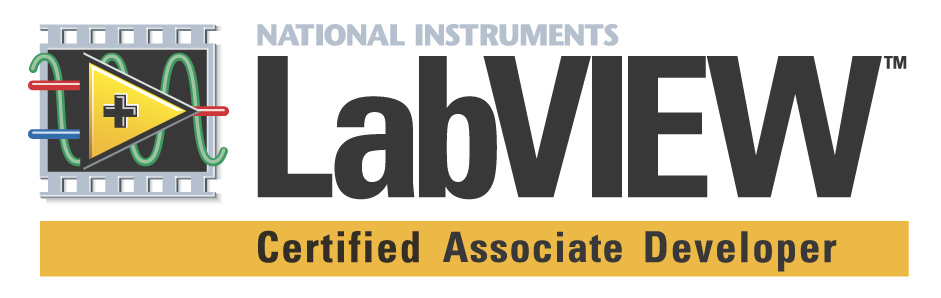 NATIONAL INSTRUMENTS
LabVIEW™
Certified Associate Developer